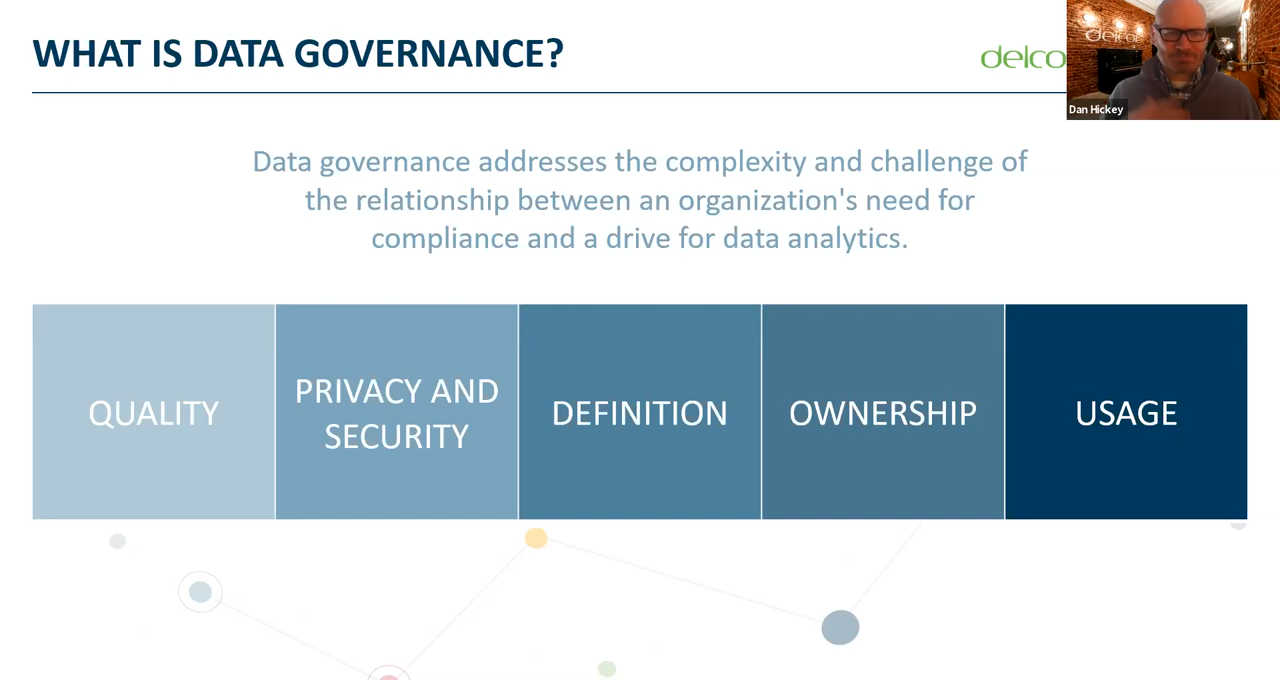 WHAT IS DATA GOVERNANCE?
delco
Dan Hickey
Data governance addresses the complexity and challenge of
the relationship between an organization's need for
compliance and a drive for data analytics.
QUALITY
PRIVACY AND
SECURITY
DEFINITION
OWNERSHIP
USAGE